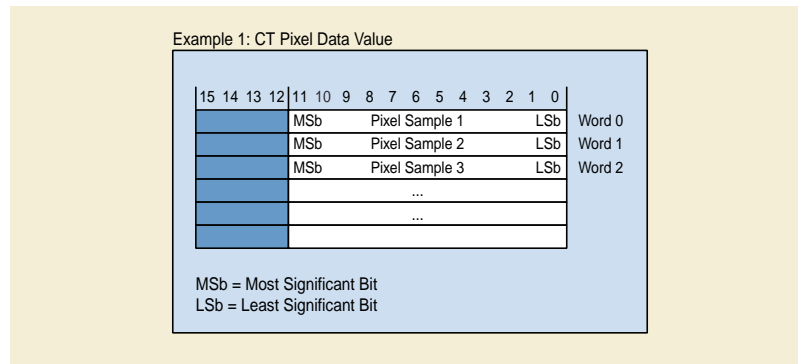 Example 1: CT Pixel Data Value
15 14 13 12 11 10 9 8 7 6 5 4 3 2 1 0
MSb Pixel Sample 1 LSb Word 0
MSb Pixel Sample 2 LSb Word 1
MSb Pixel Sample 3 LSb Word 2
...
...
MSb = Most Significant Bit
LSb = Least Significant Bit